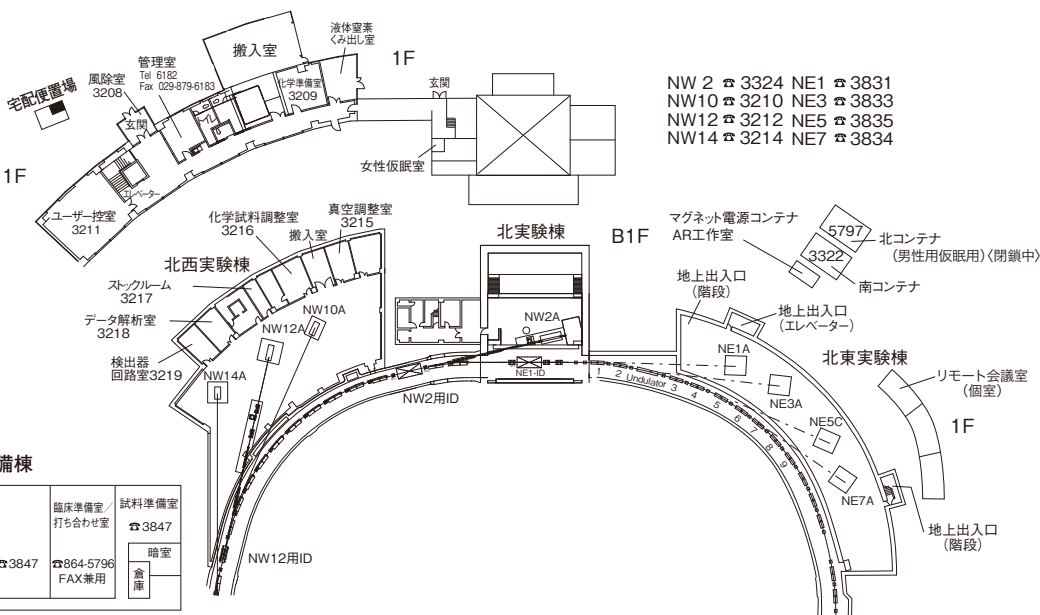 宅配便置場
風除室
3208
管理室
Tel 6182
Fax 029-879-6183
搬入室
液体窒素
くみ出し室
1F
化学準備室
3209
玄関
トイレ
エレベーター
ユーザー控室
3211
1F
玄関
女性仮眠室
NW 2 ☎ 3324 NE1 ☎ 3831
NW10 ☎ 3210 NE3 ☎ 3833
NW12 ☎ 3212 NE5 ☎ 3835
NW14 ☎ 3214 NE7 ☎ 3834
北西実験棟
化学試料調整室
3216
搬入室
真空調整室
3215
ストックルーム
3217
データ解析室
3218
検出器
回路室3219
NW14A
NW12A
NW10A
北実験棟
B1F
NW2A
NE1-ID
NW2用ID
NW12用ID
1 2 Undulator 3 4 5 6 7 8 9
マグネット電源コンテナ
AR工作室
5797
3322
北コンテナ
(男性用仮眠用)〈閉鎖中〉
南コンテナ
地上出入口
(階段)
地上出入口
(エレベーター)
北東実験棟
NE1A
NE3A
NE5C
NE7A
リモート会議室
(個室)
1F
地上出入口
(階段)
備棟
☎3847
臨床準備室/
打ち合わせ室
☎864-5796
FAX兼用
試料準備室
☎3847
暗室
倉庫